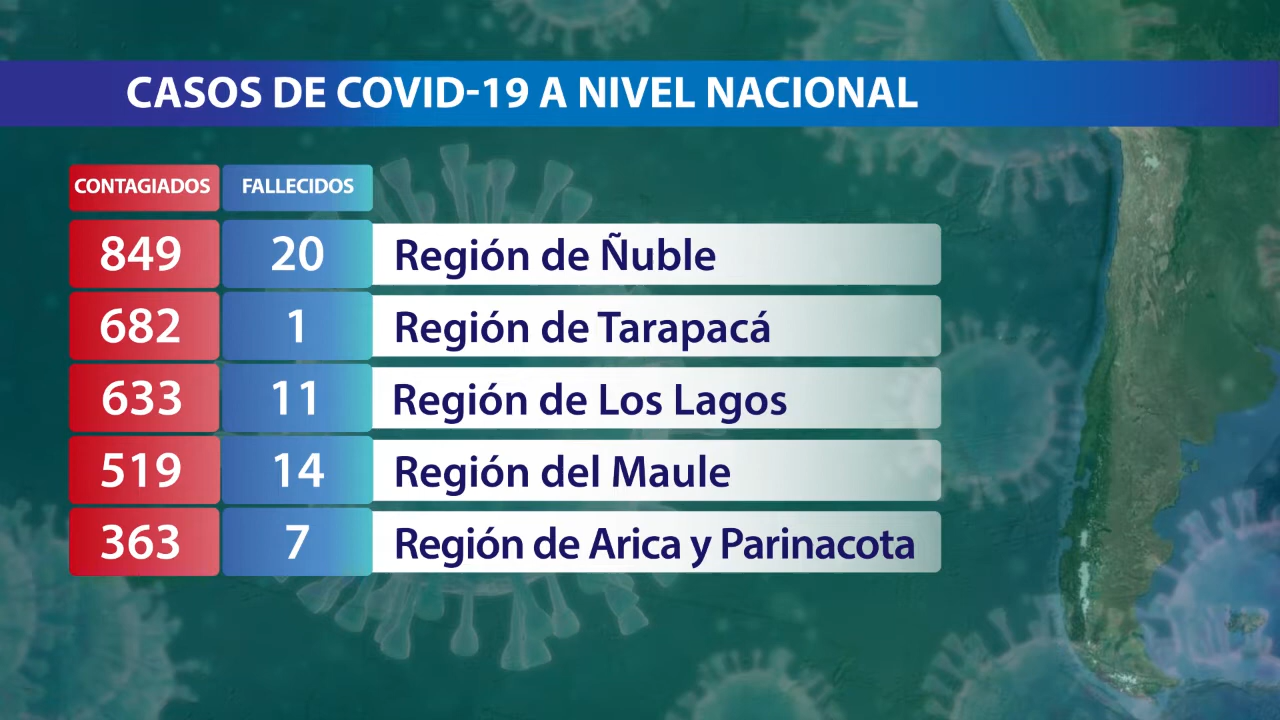 CASOS DE COVID-19 A NIVEL NACIONAL
CONTAGIADOS FALLECIDOS
849 20 Región de Ñuble
682 1 Región de Tarapacá
633 11 Región de Los Lagos
519 14 Región del Maule
363 7 Región de Arica y Parinacota